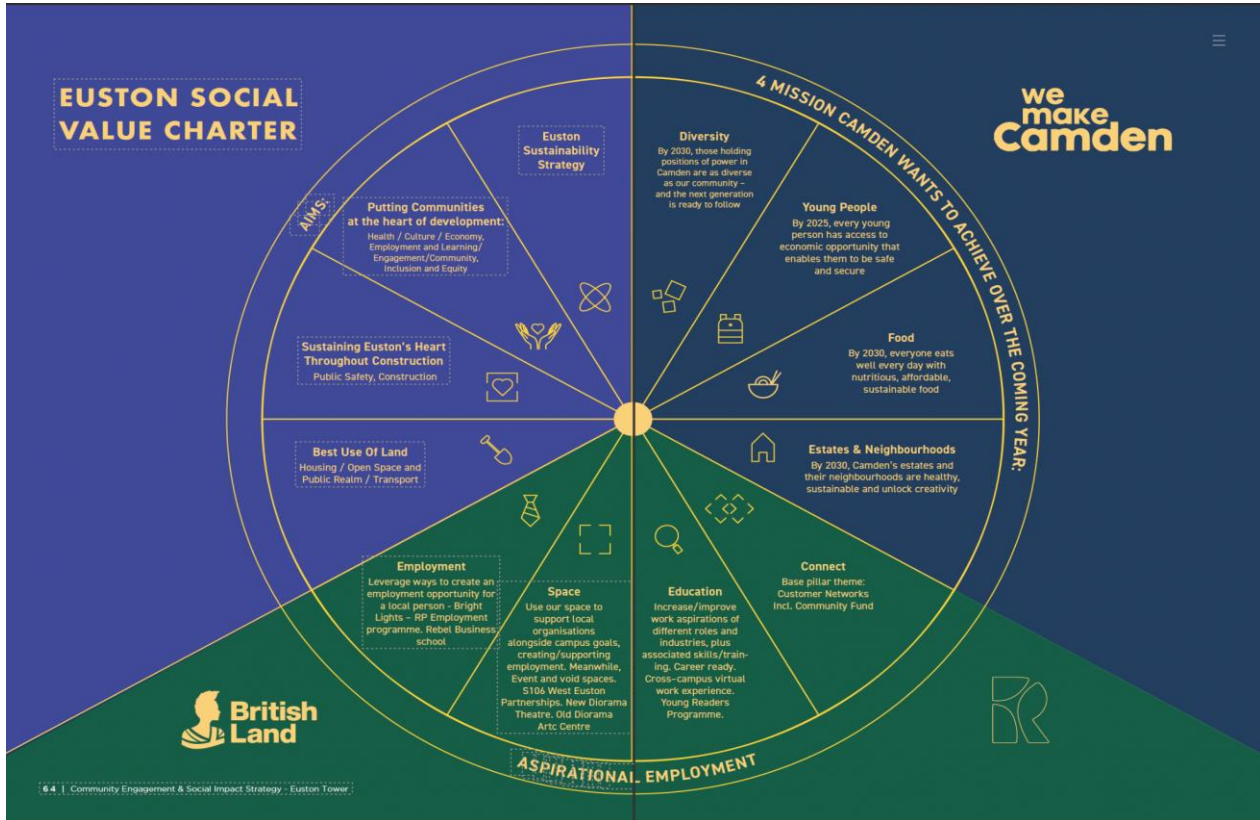 EUSTON SOCIAL
VALUE CHARTER
AIMS:
Euston
Sustainability
Strategy
Putting Communities
at the heart of development:
Health / Culture / Economy,
Employment and Learning/
Engagement/Community,
Inclusion and Equity
Sustaining Euston's Heart
Throughout Construction
Public Safety, Construction
Best Use Of Land
Housing / Open Space and
Public Realm / Transport
we
make
Camden
4 MISSION CAMDEN WANTS TO ACHIEVE OVER THE COMING YEAR:
Diversity
By 2030, those holding
positions of power in
Camden are as diverse
as our community –
and the next generation
is ready to follow
Young People
By 2025, every young
person has access to
economic opportunity that
enables them to be safe
and secure
Food
By 2030, everyone eats
well every day with
nutritious, affordable,
sustainable food
Estates & Neighbourhoods
By 2030, Camden's estates and
their neighbourhoods are healthy,
sustainable and unlock creativity
Employment
Leverage ways to create an
employment opportunity for
a local person - Bright
Lights – RP Employment
programme. Rebel Business
school
Space
Use our space to
support local
organisations
alongside campus goals,
creating/supporting
employment. Meanwhile,
Event and void spaces.
S106 West Euston
Partnerships. New Diorama
Theatre. Old Diorama
Artc Centre
Education
Increase/improve
work aspirations of
different roles and
industries, plus
associated skills/train-
ing. Career ready.
Cross-campus virtual
work experience.
Young Readers
Programme.
Connect
Base pillar theme:
Customer Networks
Incl. Community Fund
ASPIRATIONAL EMPLOYMENT
British
Land
64 | Community Engagement & Social Impact Strategy - Euston Tower